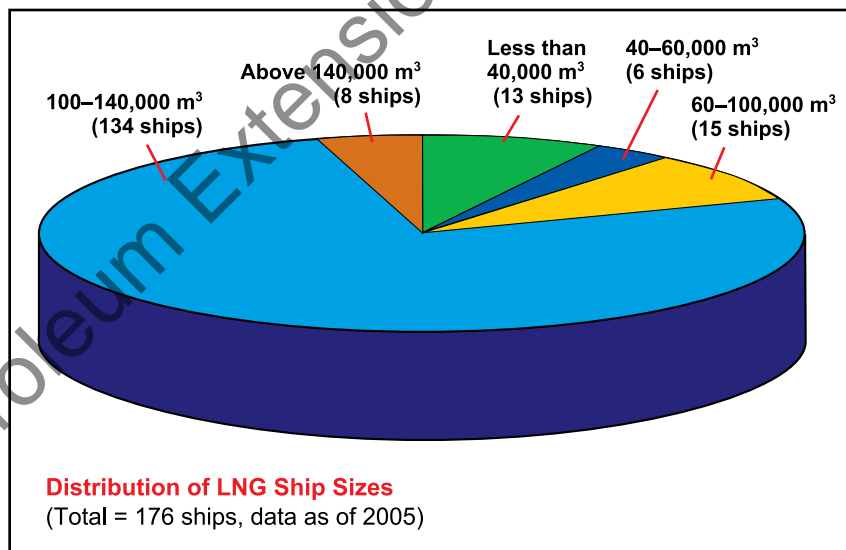 Less than
40,000 m³
(13 ships)
40–60,000 m³
(6 ships)
Above 140,000 m³
(8 ships)
100–140,000 m³
(134 ships)
60–100,000 m³
(15 ships)
Distribution of LNG Ship Sizes
(Total = 176 ships, data as of 2005)